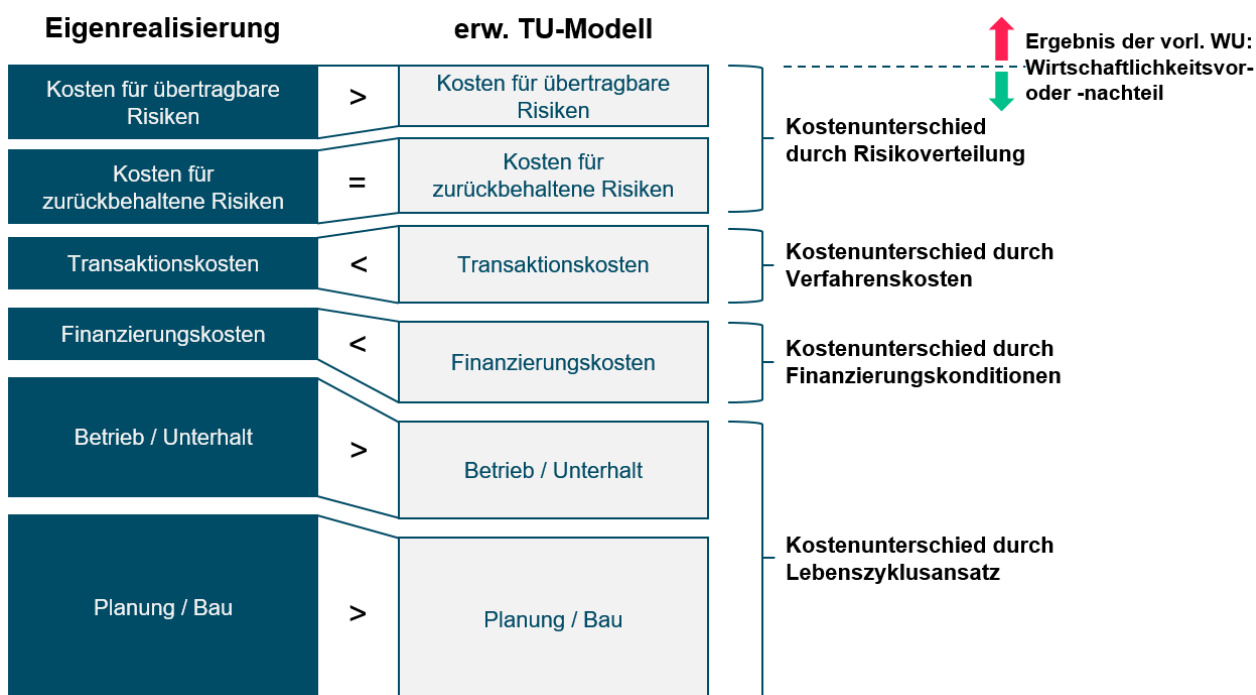 Eigenrealisierung
erw. TU-Modell
Ergebnis der vorl. WU:
Wirtschaftlichkeitsvor-
oder -nachteil
Kosten für übertragbare
Risiken
>
Kosten für übertragbare
Risiken
Kostenunterschied
durch Risikoverteilung
Kosten für
zurückbehaltene Risiken
=
Kosten für
zurückbehaltene Risiken
Transaktionskosten
<
Transaktionskosten
Kostenunterschied durch
Verfahrenskosten
Finanzierungskosten
<
Finanzierungskosten
Kostenunterschied durch
Finanzierungskonditionen
Betrieb / Unterhalt
>
Betrieb / Unterhalt
Kostenunterschied durch
Lebenszyklusansatz
Planung / Bau
>
Planung / Bau